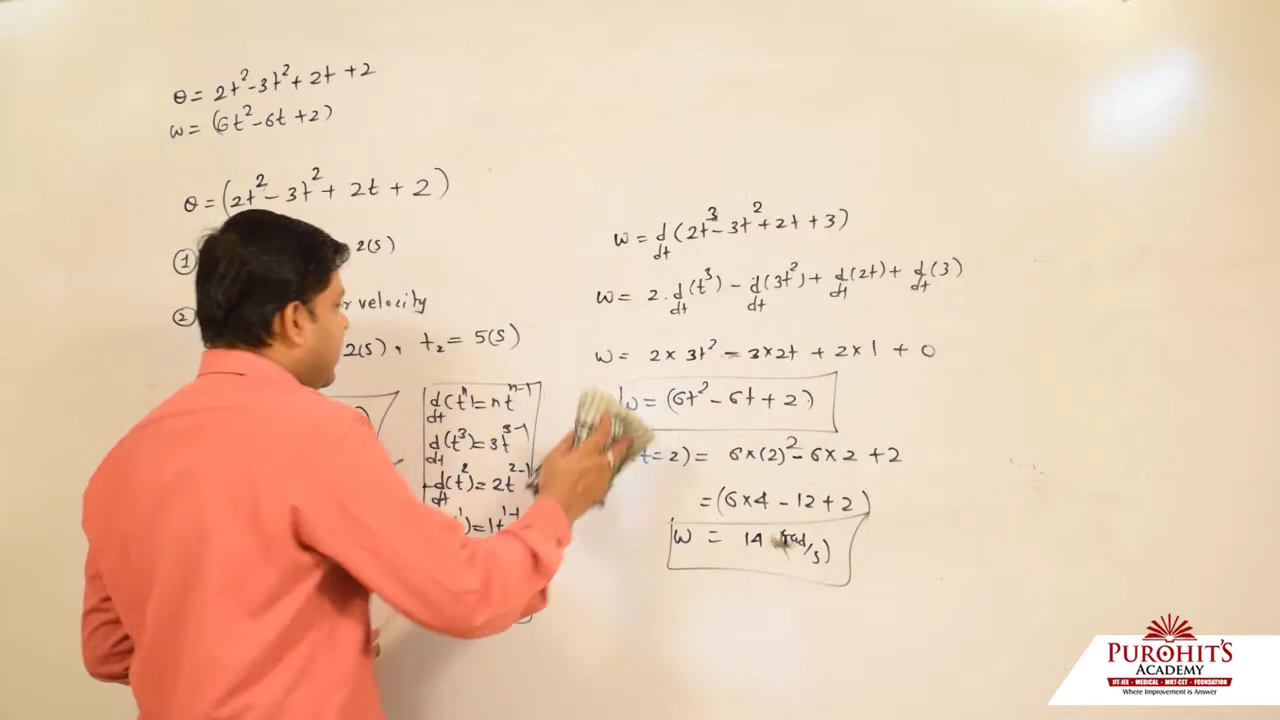 θ = 2t²-3t²+2t+2
ω = (6t²-6t+2)
θ = (2t²-3t²+2t+2)
① 2(s)
② velocity
2(s), t₂ = 5(s)
d/dt(tⁿ)=ntⁿ⁻¹
d/dt(t³)=3t³⁻¹
d/dt(t²)=2t²⁻¹
)=1t¹⁻¹
ω = d/dt(2t³-3t²+2t+3)
ω = 2.d/dt(t³) - d/dt(3t²) + d/dt(2t) + d/dt(3)
ω = 2×3t² - 3×2t + 2×1 + 0
ω = (6t²-6t+2)
t=2) = 6×(2)²-6×2+2
=(6×4-12+2)
ω = 14 rad/s)
PUROHIT'S
ACADEMY
IIT-JEE - MEDICAL - MHT-CET - FOUNDATION
Where Improvement is Answer